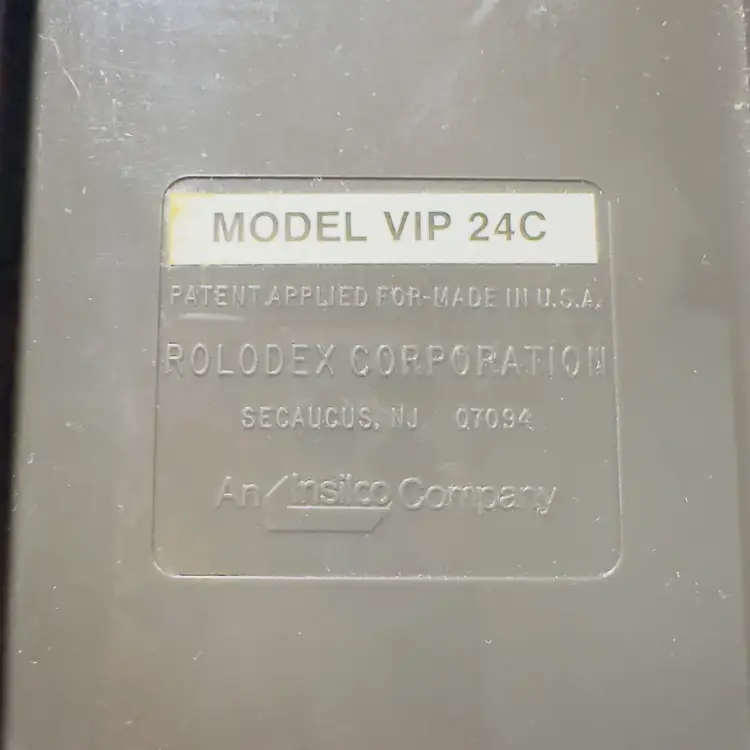 MODEL VIP 24C
PATENT APPLIED FOR-MADE IN U.S.A.
ROLODEX CORPORATION
SECAUCUS, NJ 07094
An Insilco Company